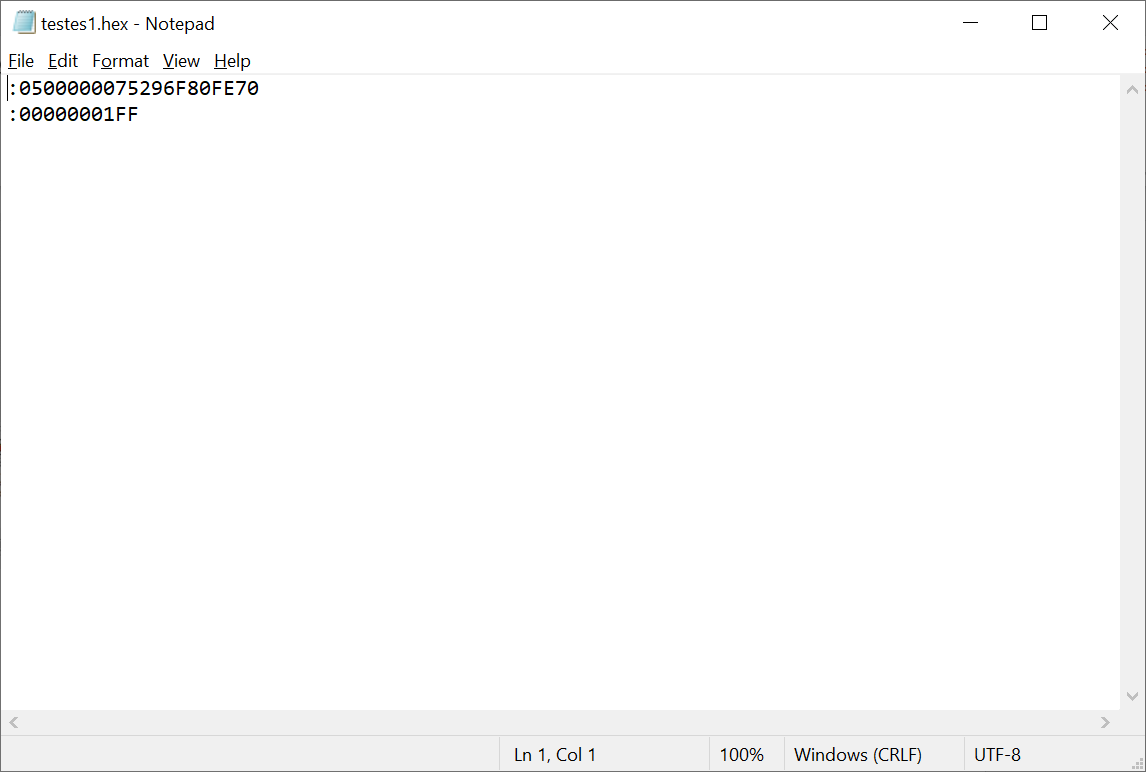 testes1.hex - Notepad
File Edit Format View Help
:0500000075296F80FE70
:00000001FF
Ln 1, Col 1 100% Windows (CRLF) UTF-8